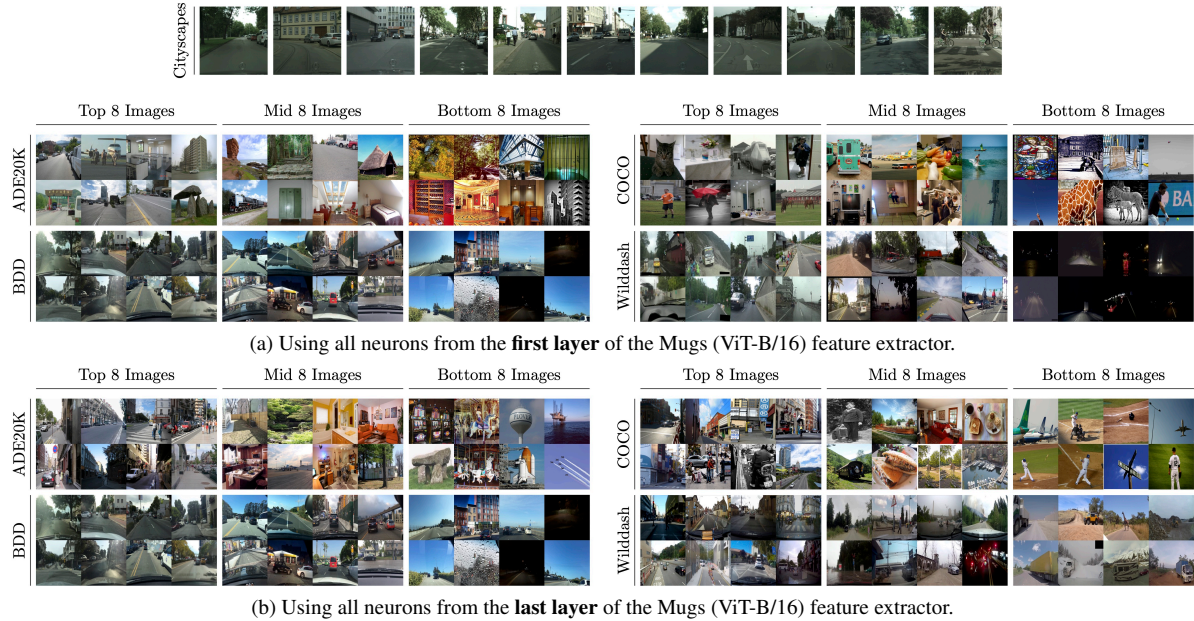 Cityscapes
Top 8 Images Mid 8 Images Bottom 8 Images Top 8 Images Mid 8 Images Bottom 8 Images
ADE20K COCO
BA
BDD Wilddash
(a) Using all neurons from the first layer of the Mugs (ViT-B/16) feature extractor.
Top 8 Images Mid 8 Images Bottom 8 Images Top 8 Images Mid 8 Images Bottom 8 Images
ADE20K COCO
BDD Wilddash
(b) Using all neurons from the last layer of the Mugs (ViT-B/16) feature extractor.